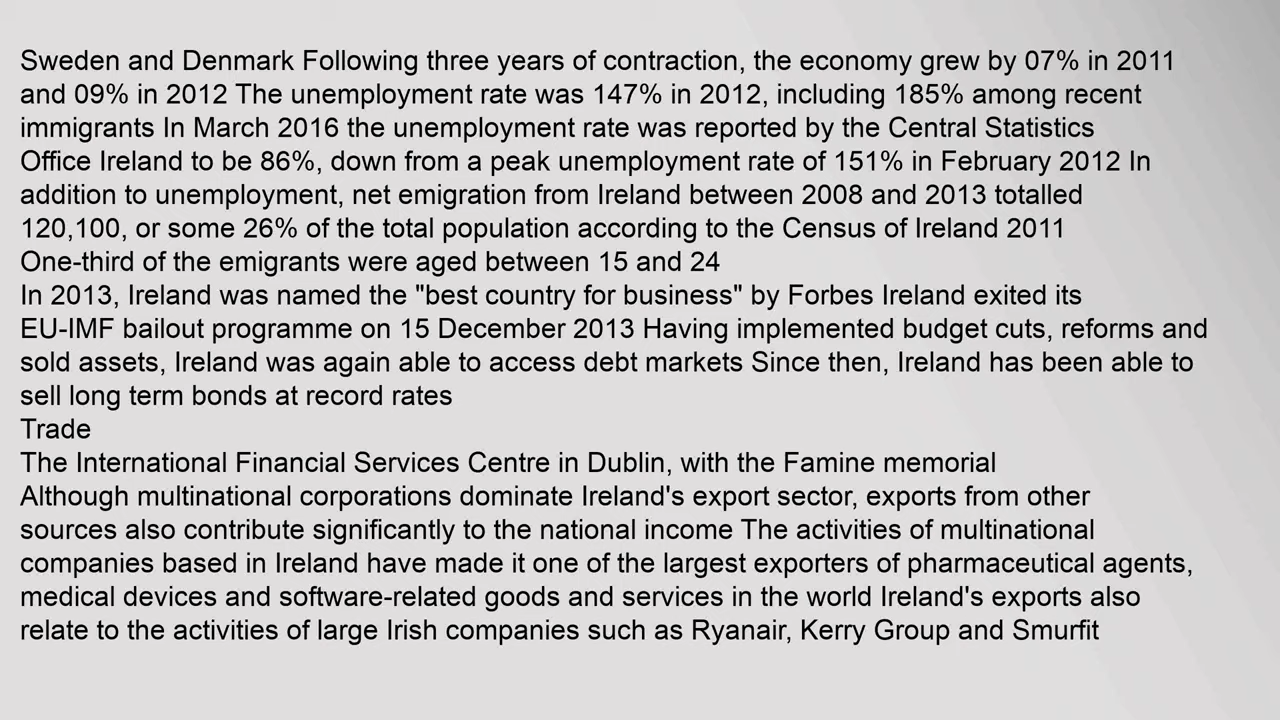 Sweden and Denmark Following three years of contraction, the economy grew by 07% in 2011
and 09% in 2012 The unemployment rate was 147% in 2012, including 185% among recent
immigrants In March 2016 the unemployment rate was reported by the Central Statistics
Office Ireland to be 86%, down from a peak unemployment rate of 151% in February 2012 In
addition to unemployment, net emigration from Ireland between 2008 and 2013 totalled
120,100, or some 26% of the total population according to the Census of Ireland 2011
One-third of the emigrants were aged between 15 and 24
In 2013, Ireland was named the "best country for business" by Forbes Ireland exited its
EU-IMF bailout programme on 15 December 2013 Having implemented budget cuts, reforms and
sold assets, Ireland was again able to access debt markets Since then, Ireland has been able to
sell long term bonds at record rates
Trade
The International Financial Services Centre in Dublin, with the Famine memorial
Although multinational corporations dominate Ireland's export sector, exports from other
sources also contribute significantly to the national income The activities of multinational
companies based in Ireland have made it one of the largest exporters of pharmaceutical agents,
medical devices and software-related goods and services in the world Ireland's exports also
relate to the activities of large Irish companies such as Ryanair, Kerry Group and Smurfit